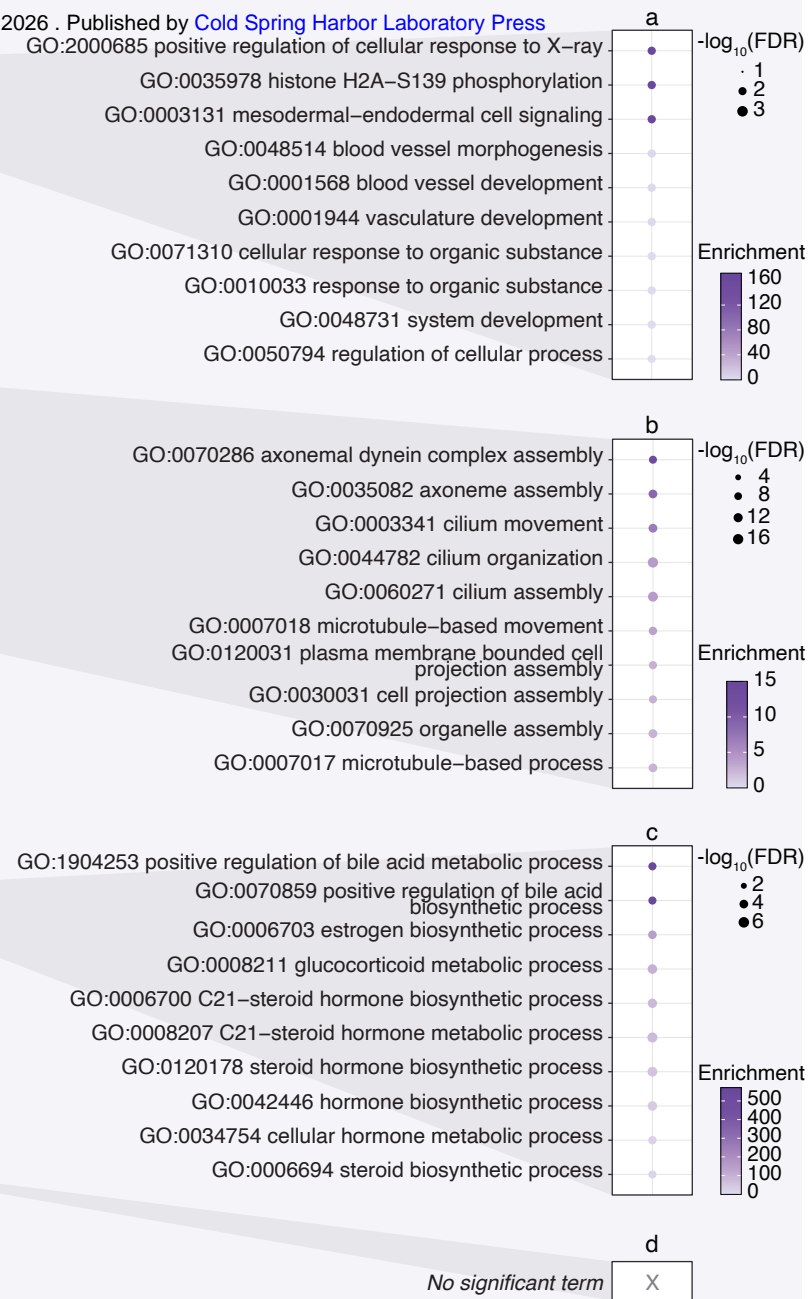 2026 . Published by Cold Spring Harbor Laboratory Press
a
GO:2000685 positive regulation of cellular response to X−ray
GO:0035978 histone H2A−S139 phosphorylation
GO:0003131 mesodermal−endodermal cell signaling
GO:0048514 blood vessel morphogenesis
GO:0001568 blood vessel development
GO:0001944 vasculature development
GO:0071310 cellular response to organic substance
GO:0010033 response to organic substance
GO:0048731 system development
GO:0050794 regulation of cellular process
-log10(FDR)
1
2
3
Enrichment
160
120
80
40
0
b
GO:0070286 axonemal dynein complex assembly
GO:0035082 axoneme assembly
GO:0003341 cilium movement
GO:0044782 cilium organization
GO:0060271 cilium assembly
GO:0007018 microtubule−based movement
GO:0120031 plasma membrane bounded cell
projection assembly
GO:0030031 cell projection assembly
GO:0070925 organelle assembly
GO:0007017 microtubule−based process
-log10(FDR)
4
8
12
16
Enrichment
15
10
5
0
c
GO:1904253 positive regulation of bile acid metabolic process
GO:0070859 positive regulation of bile acid
biosynthetic process
GO:0006703 estrogen biosynthetic process
GO:0008211 glucocorticoid metabolic process
GO:0006700 C21−steroid hormone biosynthetic process
GO:0008207 C21−steroid hormone metabolic process
GO:0120178 steroid hormone biosynthetic process
GO:0042446 hormone biosynthetic process
GO:0034754 cellular hormone metabolic process
GO:0006694 steroid biosynthetic process
-log10(FDR)
2
4
6
Enrichment
500
400
300
200
100
0
d
No significant term
X